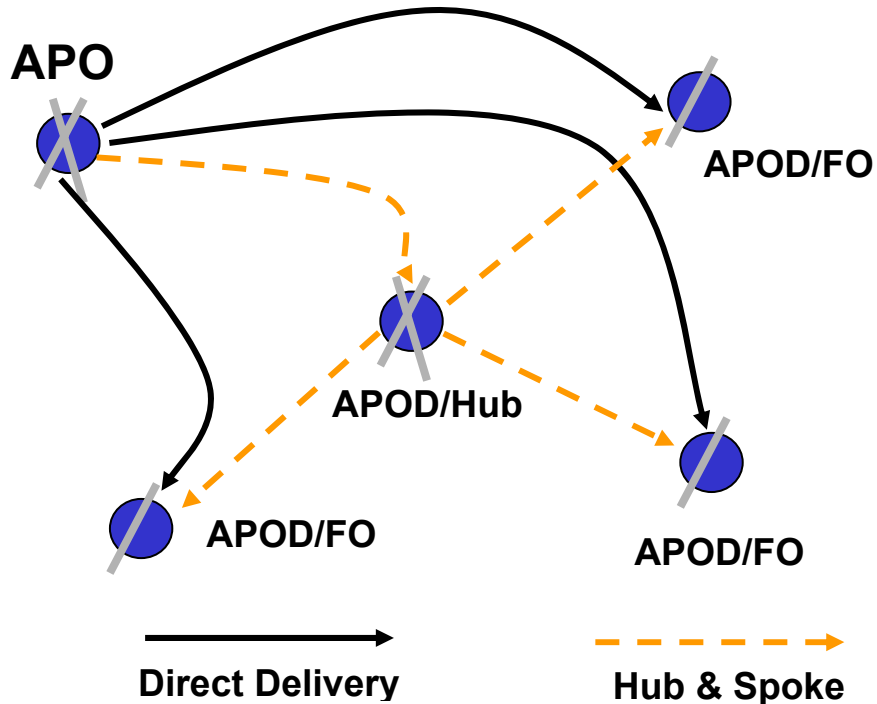 APO
APOD/FO
APOD/Hub
APOD/FO
APOD/FO
Direct Delivery
Hub & Spoke